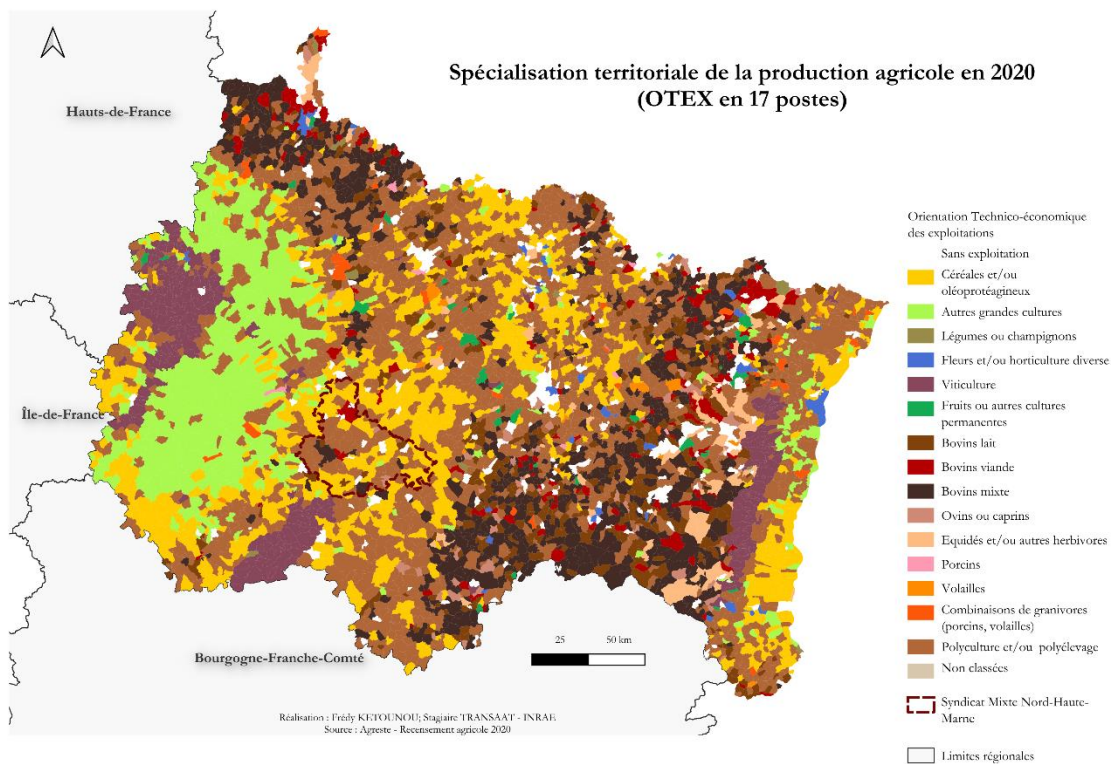 Spécialisation territoriale de la production agricole en 2020
(OTEX en 17 postes)
Hauts-de-France
Île-de-France
Bourgogne-Franche-Comté
25
50 km
Réalisation : Frédy KETOUNOU; Stagiaire TRANSAAT - INRAE
Source : Agreste - Recensement agricole 2020
Orientation Technico-économique
des exploitations
Sans exploitation
Céréales et/ou
oléoprotéagineux
Autres grandes cultures
Légumes ou champignons
Fleurs et/ou horticulture diverse
Viticulture
Fruits ou autres cultures
permanentes
Bovins lait
Bovins viande
Bovins mixte
Ovins ou caprins
Equidés et/ou autres herbivores
Porcins
Volailles
Combinaisons de granivores
(porcins, volailles)
Polyculture et/ou polyélevage
Non classées
Syndicat Mixte Nord-Haute-
Marne
Limites régionales